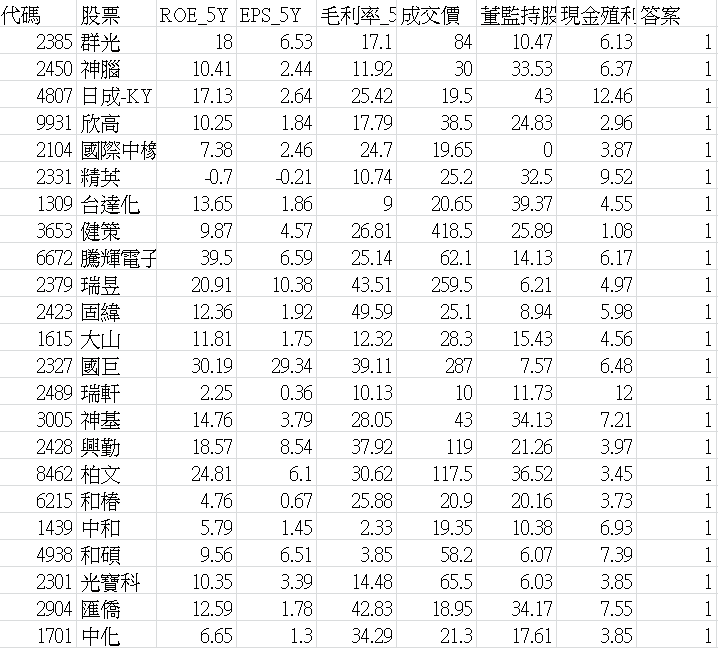 代碼 股票 ROE_5Y EPS_5Y 毛利率_5 成交價 董監持股 現金殖利 答案
2385 群光 18 6.53 17.1 84 10.47 6.13 1
2450 神腦 10.41 2.44 11.92 30 33.53 6.37 1
4807 日成-KY 17.13 2.64 25.42 19.5 43 12.46 1
9931 欣高 10.25 1.84 17.79 38.5 24.83 2.96 1
2104 國際中橡 7.38 2.46 24.7 19.65 0 3.87 1
2331 精英 -0.7 -0.21 10.74 25.2 32.5 9.52 1
1309 台達化 13.65 1.86 9 20.65 39.37 4.55 1
3653 健策 9.87 4.57 26.81 418.5 25.89 1.08 1
6672 騰輝電子 39.5 6.59 25.14 62.1 14.13 6.17 1
2379 瑞昱 20.91 10.38 43.51 259.5 6.21 4.97 1
2423 固緯 12.36 1.92 49.59 25.1 8.94 5.98 1
1615 大山 11.81 1.75 12.32 28.3 15.43 4.56 1
2327 國巨 30.19 29.34 39.11 287 7.57 6.48 1
2489 瑞軒 2.25 0.36 10.13 10 11.73 12 1
3005 神基 14.76 3.79 28.05 43 34.13 7.21 1
2428 興勤 18.57 8.54 37.92 119 21.26 3.97 1
8462 柏文 24.81 6.1 30.62 117.5 36.52 3.45 1
6215 和椿 4.76 0.67 25.88 20.9 20.16 3.73 1
1439 中和 5.79 1.45 2.33 19.35 10.38 6.93 1
4938 和碩 9.56 6.51 3.85 58.2 6.07 7.39 1
2301 光寶科 10.35 3.39 14.48 65.5 6.03 3.85 1
2904 匯僑 12.59 1.78 42.83 18.95 34.17 7.55 1
1701 中化 6.65 1.3 34.29 21.3 17.61 3.85 1